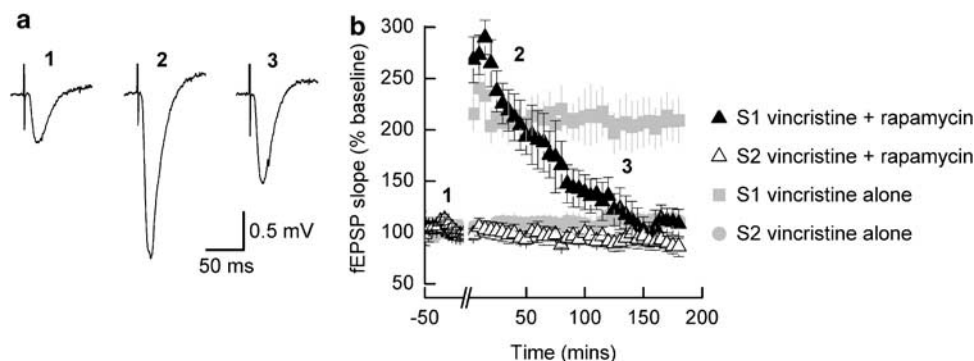 a
1 2 3
0.5 mV
50 ms
b
fEPSP slope (% baseline)
300
250
200
150
100
50
1
2
3
-50 50 100 150 200
Time (mins)
S1 vincristine + rapamycin
S2 vincristine + rapamycin
S1 vincristine alone
S2 vincristine alone